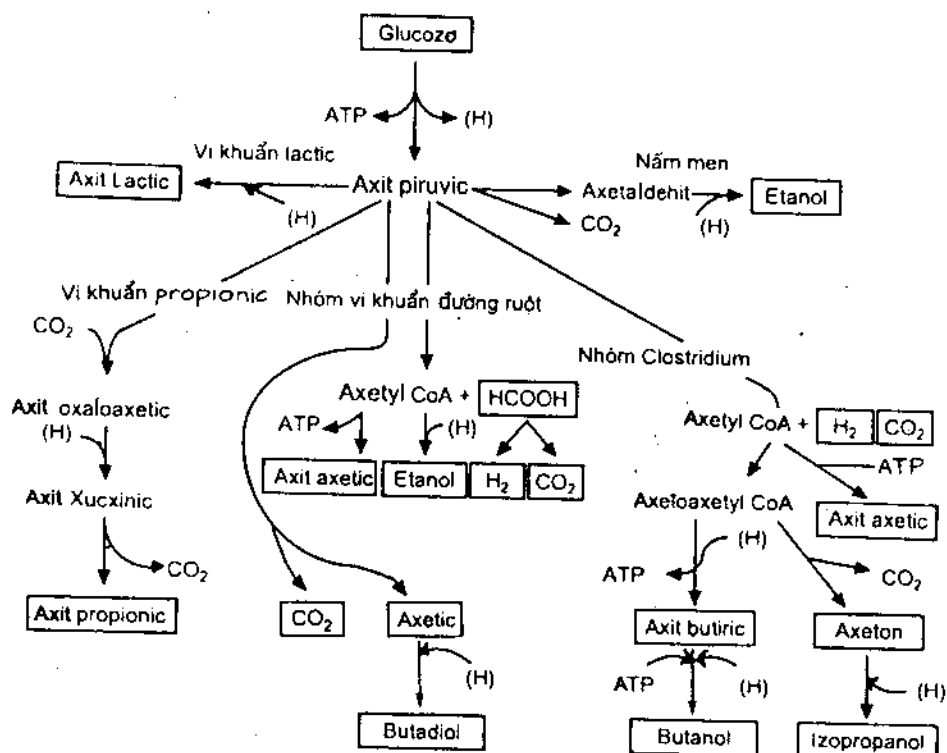 Glucozơ
ATP (H)
Vi khuẩn lactic
Nấm men
Axit Lactic
Axit piruvic
Axetaldehit
Etanol
(H)
CO2
(H)
Vi khuẩn propionic
Nhóm vi khuẩn đường ruột
CO2
Nhóm Clostridium
Axit oxaloaxetic
(H)
Axetyl CoA + HCOOH
ATP (H)
Axit axetic Etanol H2 CO2
Axetyl CoA + H2 CO2
ATP
Axit Xucxinic
Axetoaxetyl CoA
Axit axetic
CO2
(H)
ATP
CO2
Axit propionic
CO2
Axetic
Axit butiric
Axeton
(H)
ATP (H)
(H)
Butadiol
Butanol
Izopropanol